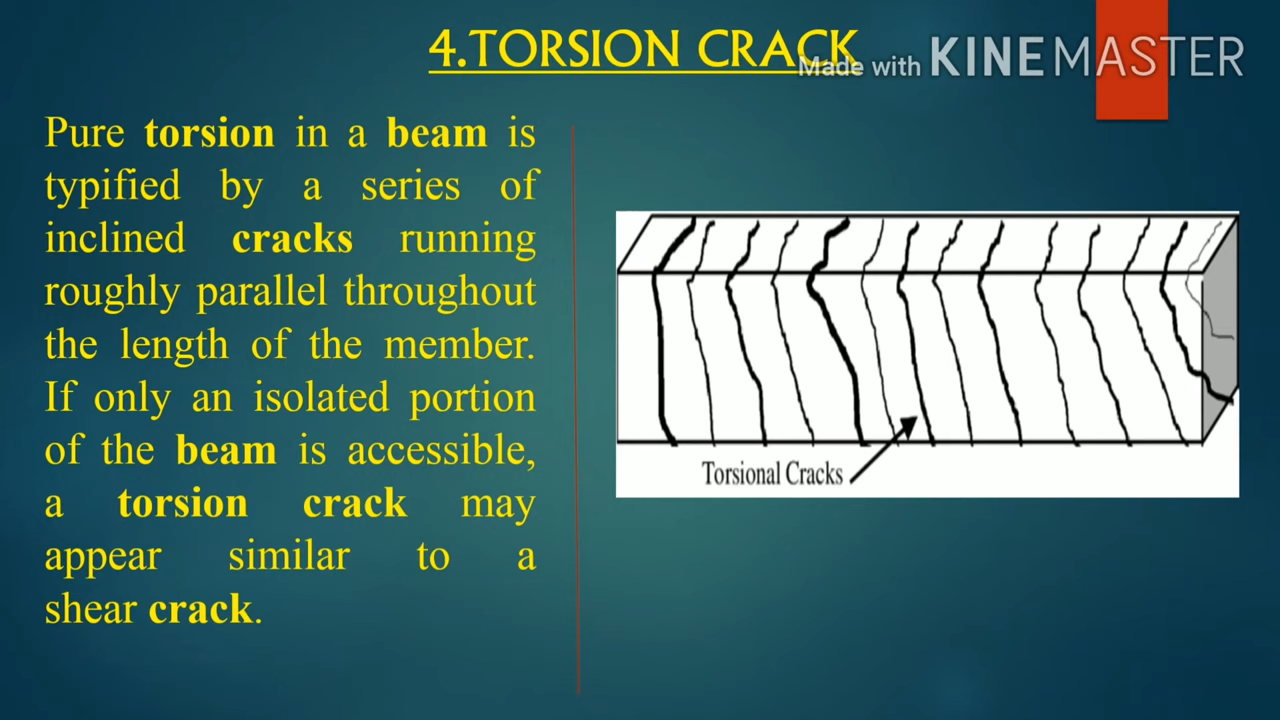 4.TORSION CRACK
Made with KINEMASTER
Pure torsion in a beam is
typified by a series of
inclined cracks running
roughly parallel throughout
the length of the member.
If only an isolated portion
of the beam is accessible,
a torsion crack may
appear similar to a
shear crack.
Torsional Cracks